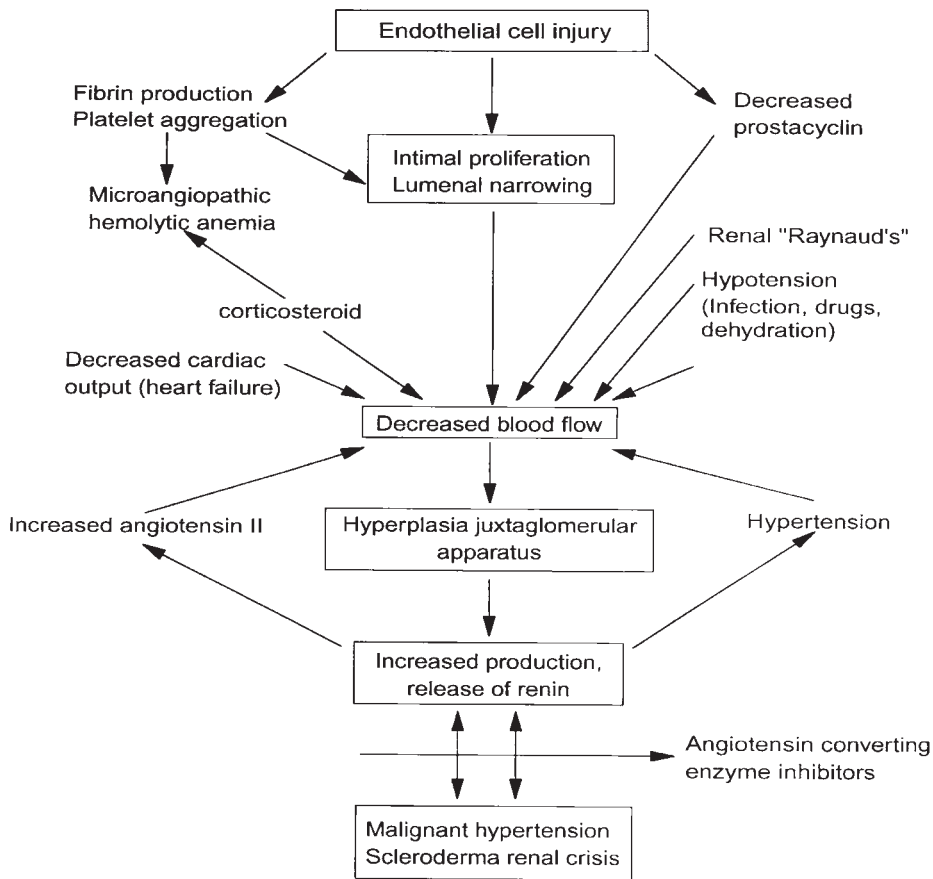 Endothelial cell injury
Fibrin production
Platelet aggregation
Decreased
prostacyclin
Intimal proliferation
Lumenal narrowing
Microangiopathic
hemolytic anemia
Renal "Raynaud's"
Hypotension
(Infection, drugs,
dehydration)
corticosteroid
Decreased cardiac
output (heart failure)
Decreased blood flow
Increased angiotensin II
Hyperplasia juxtaglomerular
apparatus
Hypertension
Increased production,
release of renin
Angiotensin converting
enzyme inhibitors
Malignant hypertension
Scleroderma renal crisis